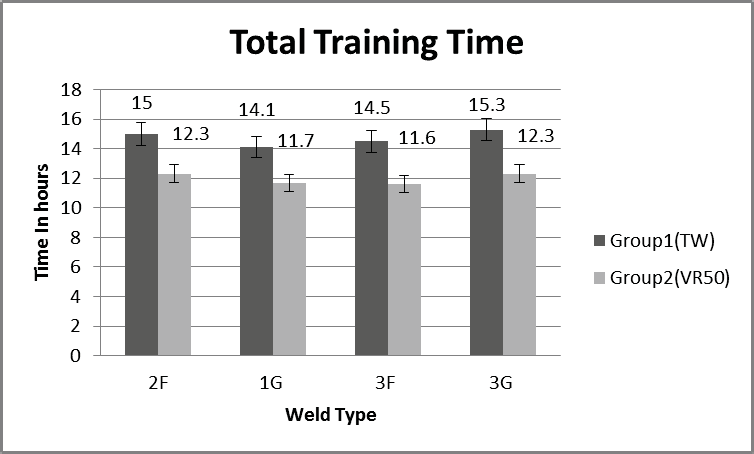 Total Training Time
18
16
14
12
10
8
6
4
2
0
Time In hours
15
12.3
14.1
11.7
14.5
11.6
15.3
12.3
2F
1G
3F
3G
Weld Type
Group1(TW)
Group2(VR50)